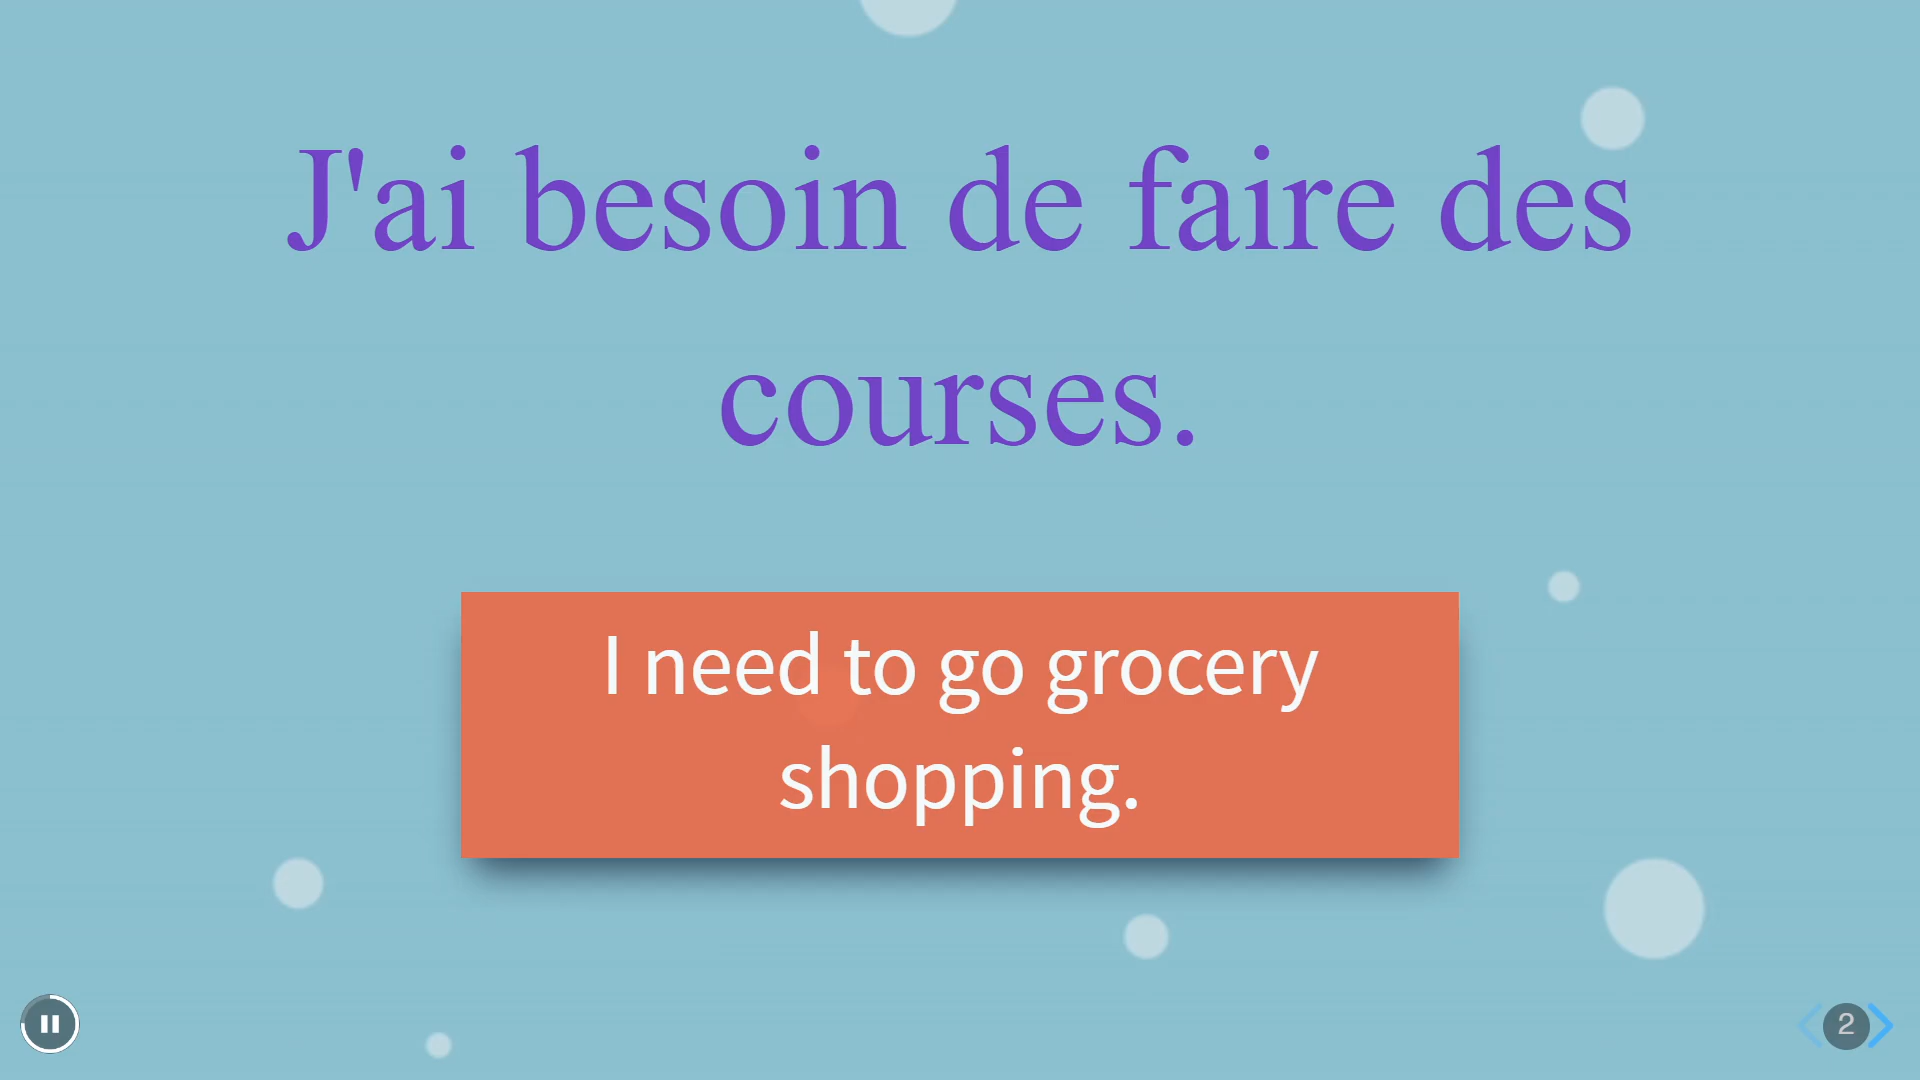 J'ai besoin de faire des
courses.
I need to go grocery
shopping.
2